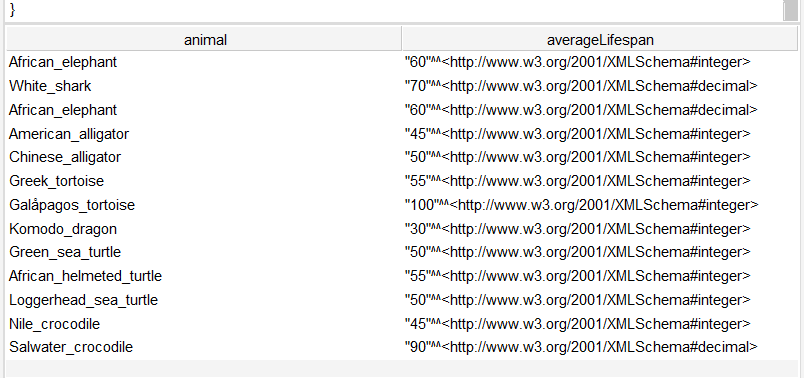 }
animal averageLifespan
African_elephant "60"^^<http://www.w3.org/2001/XMLSchema#integer>
White_shark "70"^^<http://www.w3.org/2001/XMLSchema#decimal>
African_elephant "60"^^<http://www.w3.org/2001/XMLSchema#decimal>
American_alligator "45"^^<http://www.w3.org/2001/XMLSchema#integer>
Chinese_alligator "50"^^<http://www.w3.org/2001/XMLSchema#integer>
Greek_tortoise "55"^^<http://www.w3.org/2001/XMLSchema#integer>
Galåpagos_tortoise "100"^^<http://www.w3.org/2001/XMLSchema#integer>
Komodo_dragon "30"^^<http://www.w3.org/2001/XMLSchema#integer>
Green_sea_turtle "50"^^<http://www.w3.org/2001/XMLSchema#integer>
African_helmeted_turtle "55"^^<http://www.w3.org/2001/XMLSchema#integer>
Loggerhead_sea_turtle "50"^^<http://www.w3.org/2001/XMLSchema#integer>
Nile_crocodile "45"^^<http://www.w3.org/2001/XMLSchema#integer>
Salwater_crocodile "90"^^<http://www.w3.org/2001/XMLSchema#decimal>